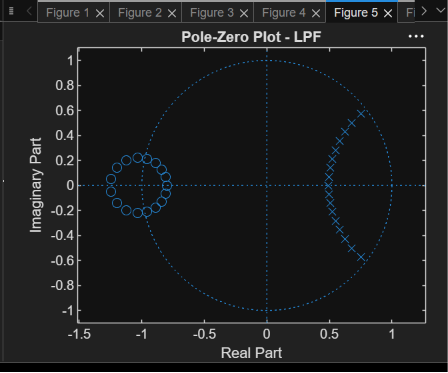 Figure 1 × Figure 2 × Figure 3 × Figure 4 × Figure 5 × F
Pole-Zero Plot - LPF
1
0.8
0.6
0.4
0.2
0
-0.2
-0.4
-0.6
-0.8
-1
Imaginary Part
-1.5 -1 -0.5 0 0.5 1
Real Part